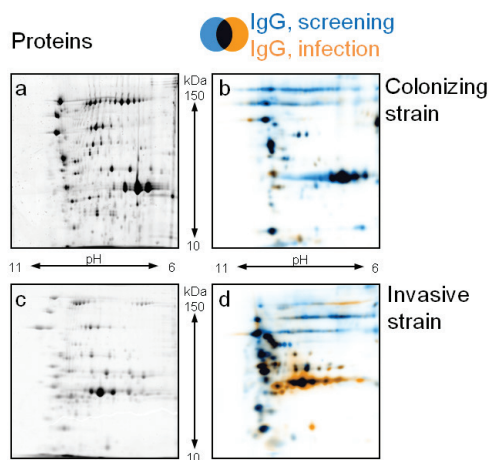 Proteins
IgG, screening
IgG, infection
kDa
a
150
b
Colonizing
strain
10
11
pH
6
11
pH
6
kDa
c
150
d
Invasive
strain
10